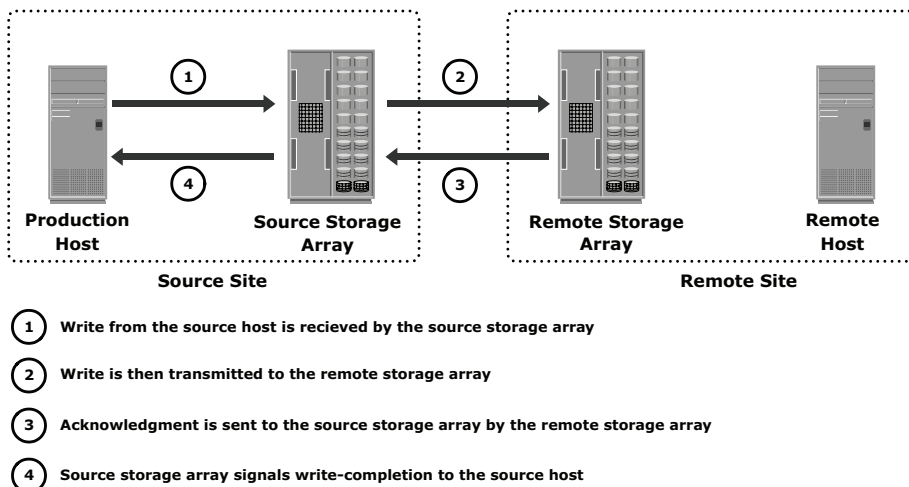 1
2
4
3
Production
Host
Source Storage
Array
Remote Storage
Array
Remote
Host
Source Site
Remote Site
1 Write from the source host is recieved by the source storage array
2 Write is then transmitted to the remote storage array
3 Acknowledgment is sent to the source storage array by the remote storage array
4 Source storage array signals write-completion to the source host